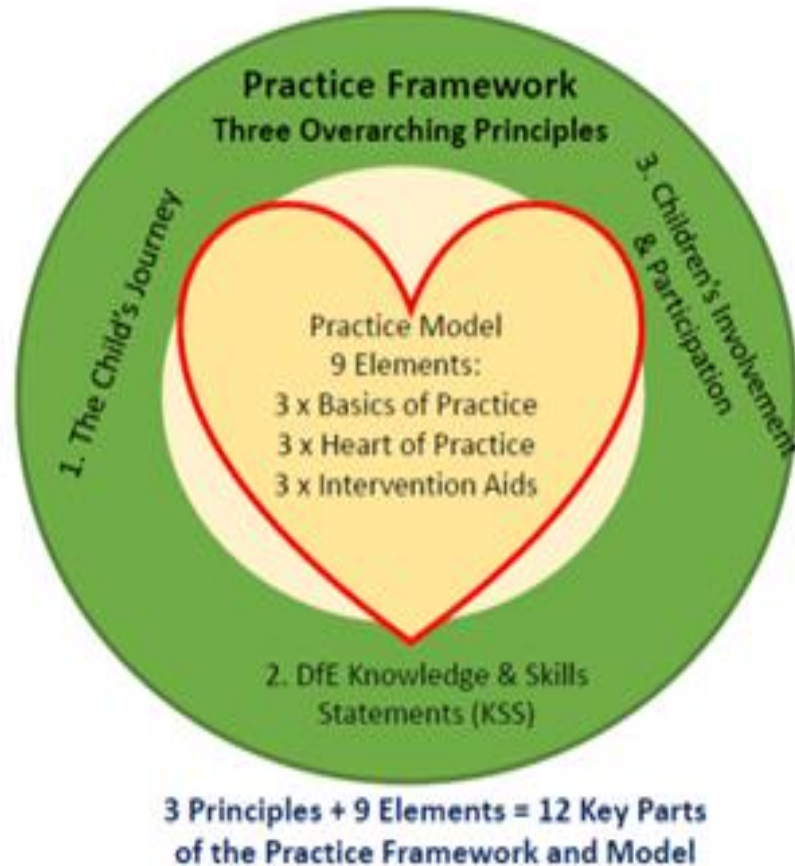 Practice Framework
Three Overarching Principles
1. The Child's Journey
3. Children's Involvement
& Participation
Practice Model
9 Elements:
3 x Basics of Practice
3 x Heart of Practice
3 x Intervention Aids
2. DfE Knowledge & Skills
Statements (KSS)
3 Principles + 9 Elements = 12 Key Parts
of the Practice Framework and Model